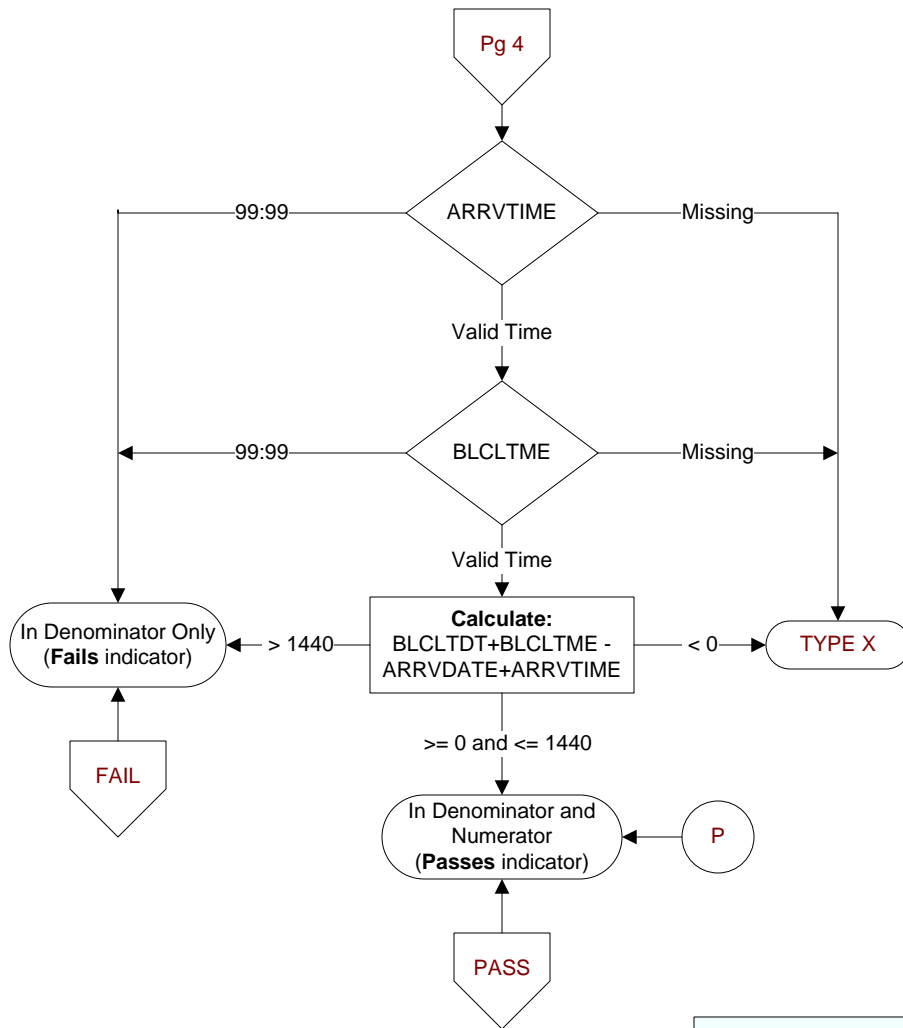 Pg 4
99:99
ARRVTIME
Missing
Valid Time
99:99
BLCLTME
Missing
Valid Time
In Denominator Only
(Fails indicator)
> 1440
Calculate:
BLCLTDT+BLCLTME -
ARRVDATE+ARRVTIME
< 0
TYPE X
>= 0 and <= 1440
FAIL
In Denominator and
Numerator
(Passes indicator)
P
PASS